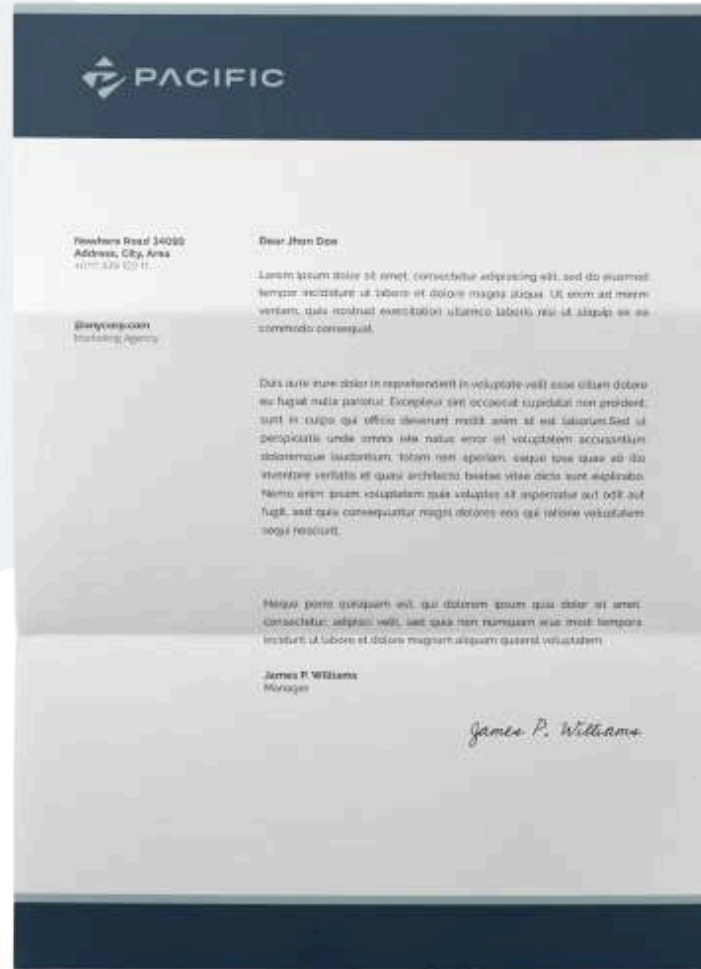 PACIFIC
Nowhere Road 34092
Address, City, Area
@anycorp.com
Marketing Agency
Dear Jhon Doe
Lorem ipsum dolor sit amet, consectetur adipiscing elit, sed do eiusmod
tempor incididunt ut labore et dolore magna aliqua. Ut enim ad minim
veniam, quis nostrud exercitation ullamco laboris nisi ut aliquip ex ea
commodo consequat.
Duis aute irure dolor in reprehenderit in voluptate velit esse cillum dolore
eu fugiat nulla pariatur. Excepteur sint occaecat cupidatat non proident,
sunt in culpa qui officia deserunt mollit anim id est laborum.Sed ut
perspiciatis unde omnis iste natus error sit voluptatem accusantium
doloremque laudantium, totam rem aperiam, eaque ipsa quae ab illo
inventore veritatis et quasi architecto beatae vitae dicta sunt explicabo.
Nemo enim ipsam voluptatem quia voluptas sit aspernatur aut odit aut
fugit, sed quia consequuntur magni dolores eos qui ratione voluptatem
sequi nesciunt.
Neque porro quisquam est, qui dolorem ipsum quia dolor sit amet,
consectetur, adipisci velit, sed quia non numquam eius modi tempora
incidunt ut labore et dolore magnam aliquam quaerat voluptatem.
James P. Williams
Manager
James P. Williams